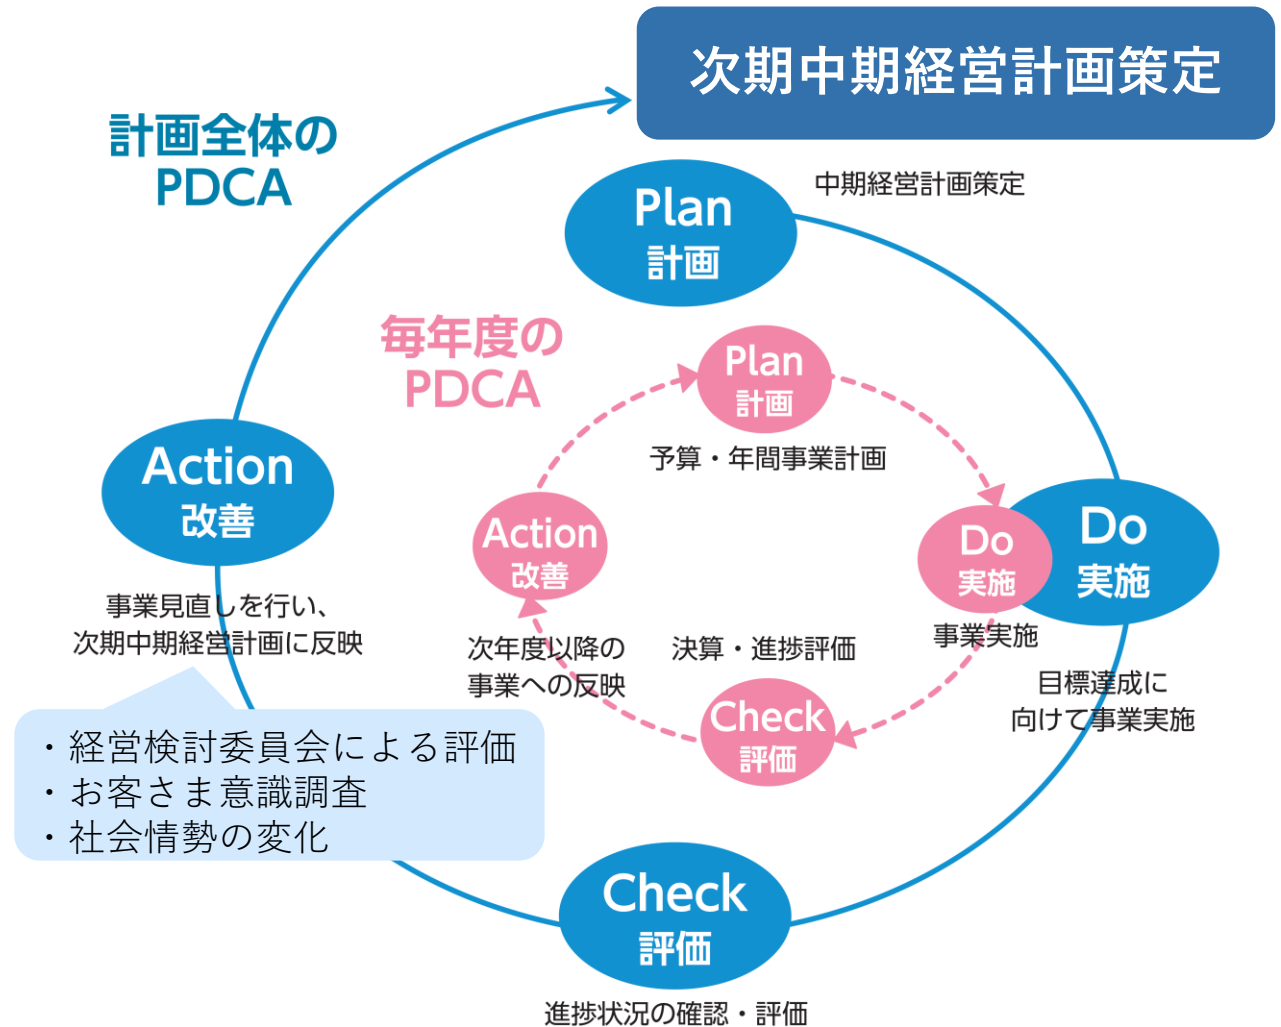 次期中期経営計画策定
計画全体の
PDCA
Plan
計画
中期経営計画策定
毎年度の
PDCA
Plan
計画
予算・年間事業計画
Action
改善
事業見直しを行い、
次期中期経営計画に反映
Action
改善
次年度以降の
事業への反映
Do
実施
事業実施
Do
実施
目標達成に
向けて事業実施
決算・進捗評価
Check
評価
・経営検討委員会による評価
・お客さま意識調査
・社会情勢の変化
Check
評価
進捗状況の確認・評価